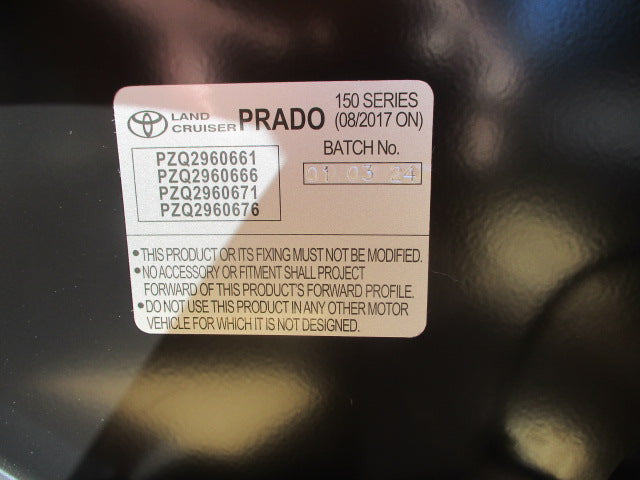 LAND CRUISER PRADO 150 SERIES (08/2017 ON)
BATCH No.
01 03 24
PZQ2960661
PZQ2960666
PZQ2960671
PZQ2960676
• THIS PRODUCT OR ITS FIXING MUST NOT BE MODIFIED.
• NO ACCESSORY OR FITMENT SHALL PROJECT
FORWARD OF THIS PRODUCT'S FORWARD PROFILE.
• DO NOT USE THIS PRODUCT IN ANY OTHER MOTOR
VEHICLE FOR WHICH IT IS NOT DESIGNED.